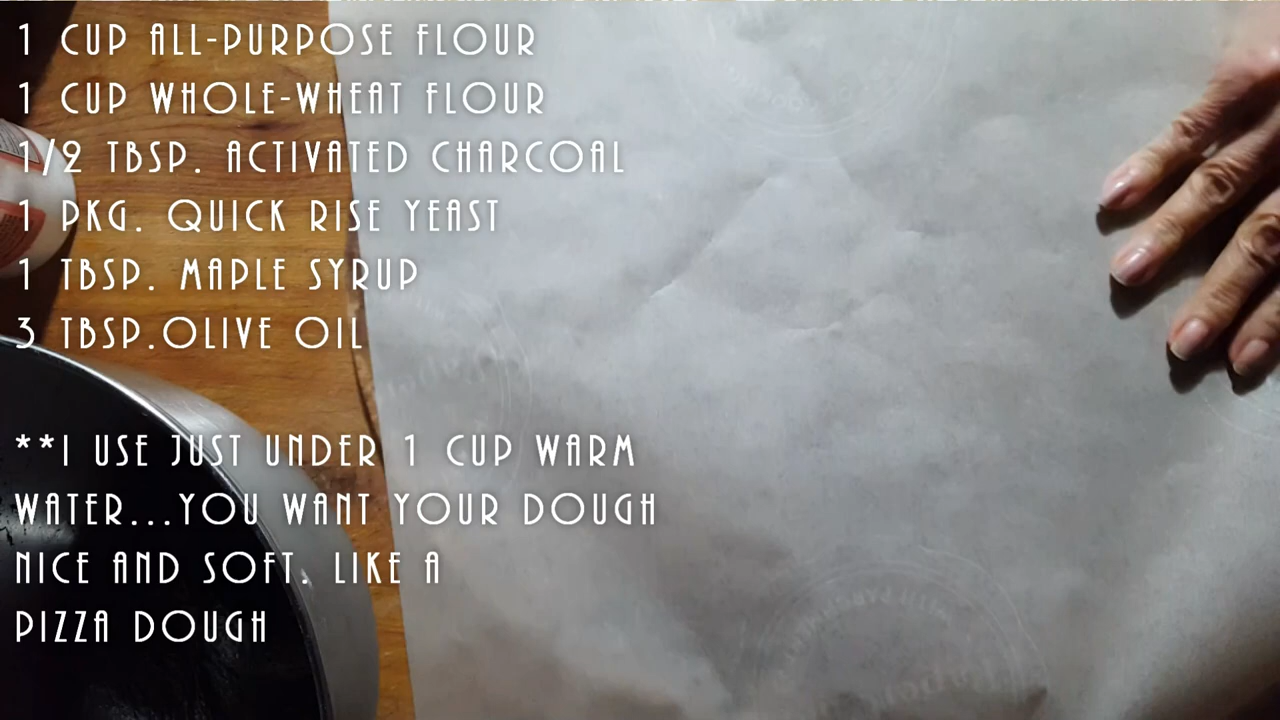 1 CUP ALL-PURPOSE FLOUR
1 CUP WHOLE-WHEAT FLOUR
1/2 TBSP. ACTIVATED CHARCOAL
1 PKG. QUICK RISE YEAST
1 TBSP. MAPLE SYRUP
3 TBSP.OLIVE OIL
**I USE JUST UNDER 1 CUP WARM
WATER...YOU WANT YOUR DOUGH
NICE AND SOFT. LIKE A
PIZZA DOUGH